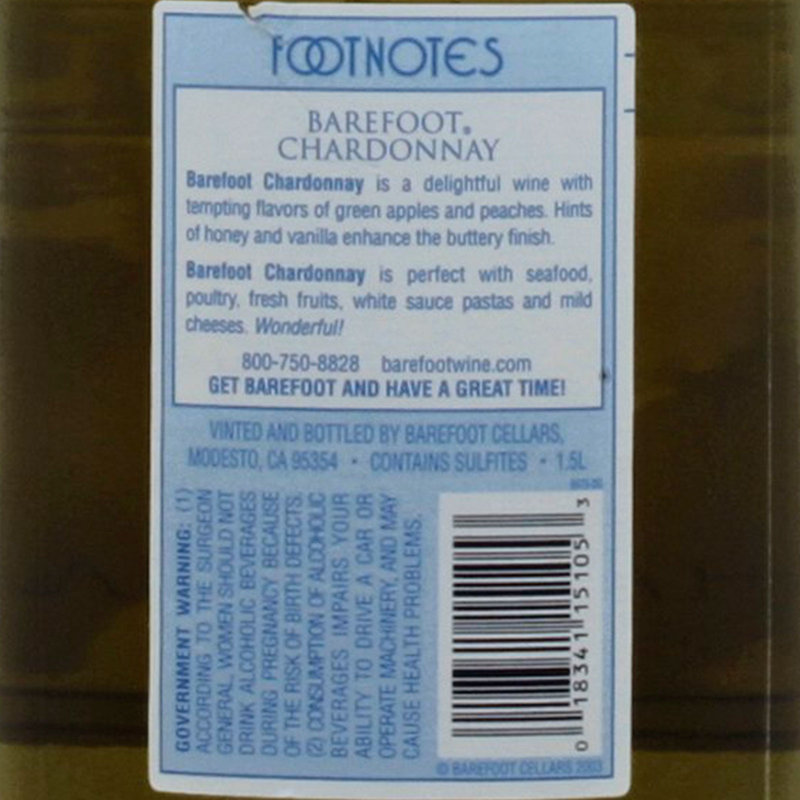 FOOTNOTES
BAREFOOT®
CHARDONNAY
Barefoot Chardonnay is a delightful wine with
tempting flavors of green apples and peaches. Hints
of honey and vanilla enhance the buttery finish.
Barefoot Chardonnay is perfect with seafood,
poultry, fresh fruits, white sauce pastas and mild
cheeses. Wonderful!
800-750-8828 barefootwine.com
GET BAREFOOT AND HAVE A GREAT TIME!
VINTED AND BOTTLED BY BAREFOOT CELLARS,
MODESTO, CA 95354 • CONTAINS SULFITES • 1.5L
GOVERNMENT WARNING: (1)
ACCORDING TO THE SURGEON
GENERAL, WOMEN SHOULD NOT
DRINK ALCOHOLIC BEVERAGES
DURING PREGNANCY BECAUSE
OF THE RISK OF BIRTH DEFECTS.
(2) CONSUMPTION OF ALCOHOLIC
BEVERAGES IMPAIRS YOUR
ABILITY TO DRIVE A CAR OR
OPERATE MACHINERY, AND MAY
CAUSE HEALTH PROBLEMS.
0 18341 15105 3
© BAREFOOT CELLARS 2003